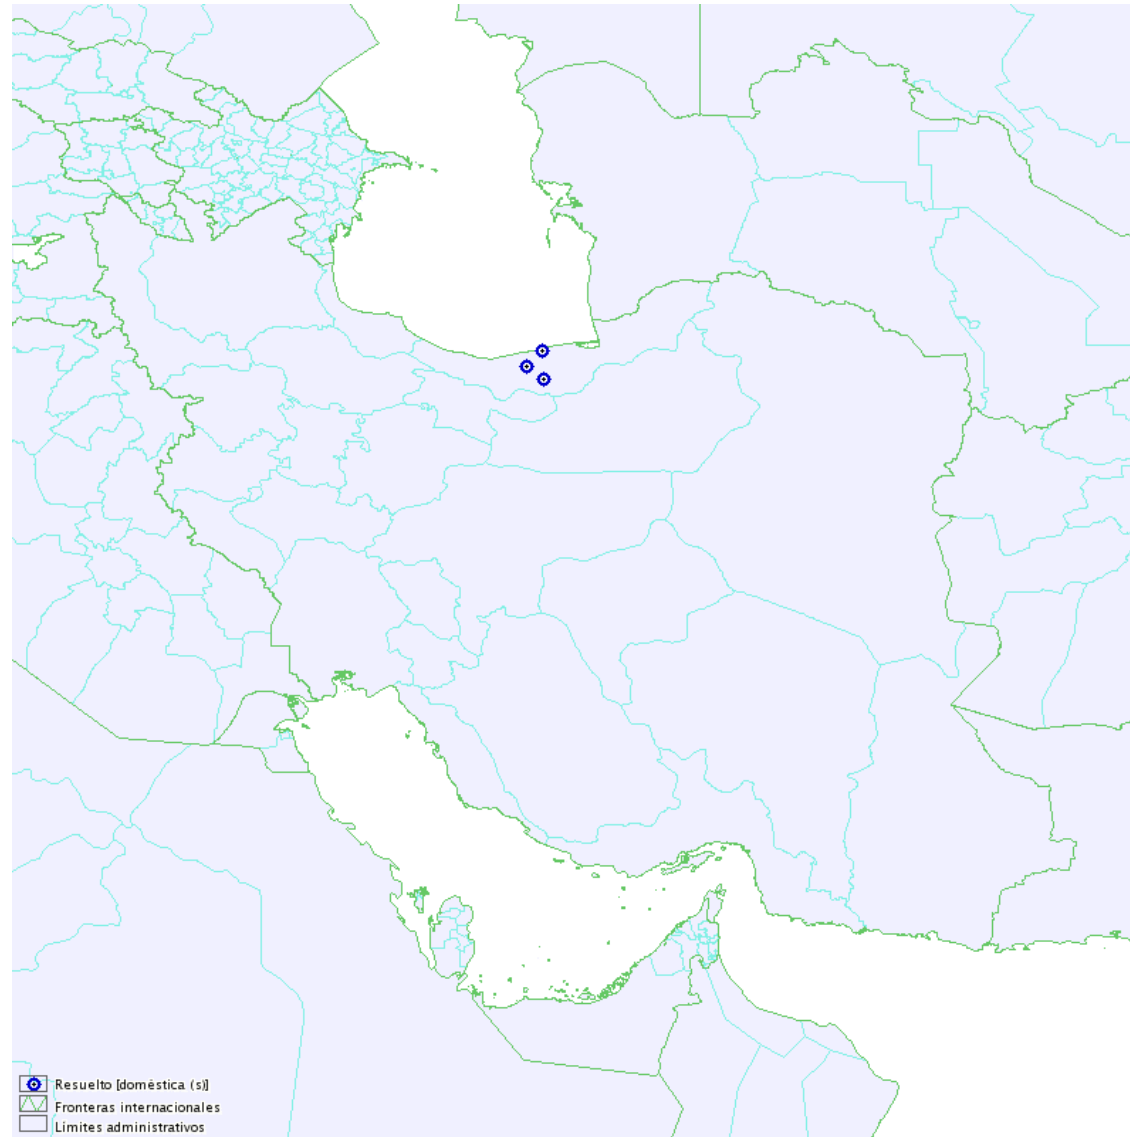 Resuelto [doméstica (s)]
Fronteras internacionales
Límites administrativos